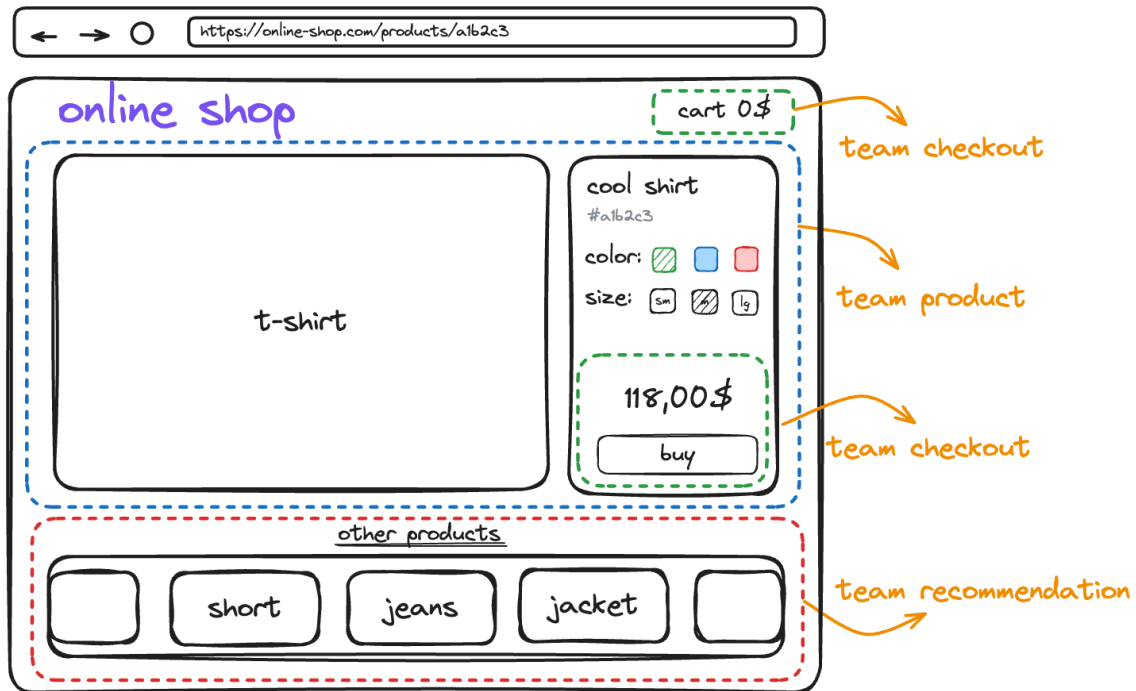 https://online-shop.com/products/a1b2c3
online shop
cart 0$
team checkout
t-shirt
cool shirt
#a1b2c3
color:
size: sm m lg
team product
118,00$
buy
team checkout
other products
short jeans jacket
team recommendation